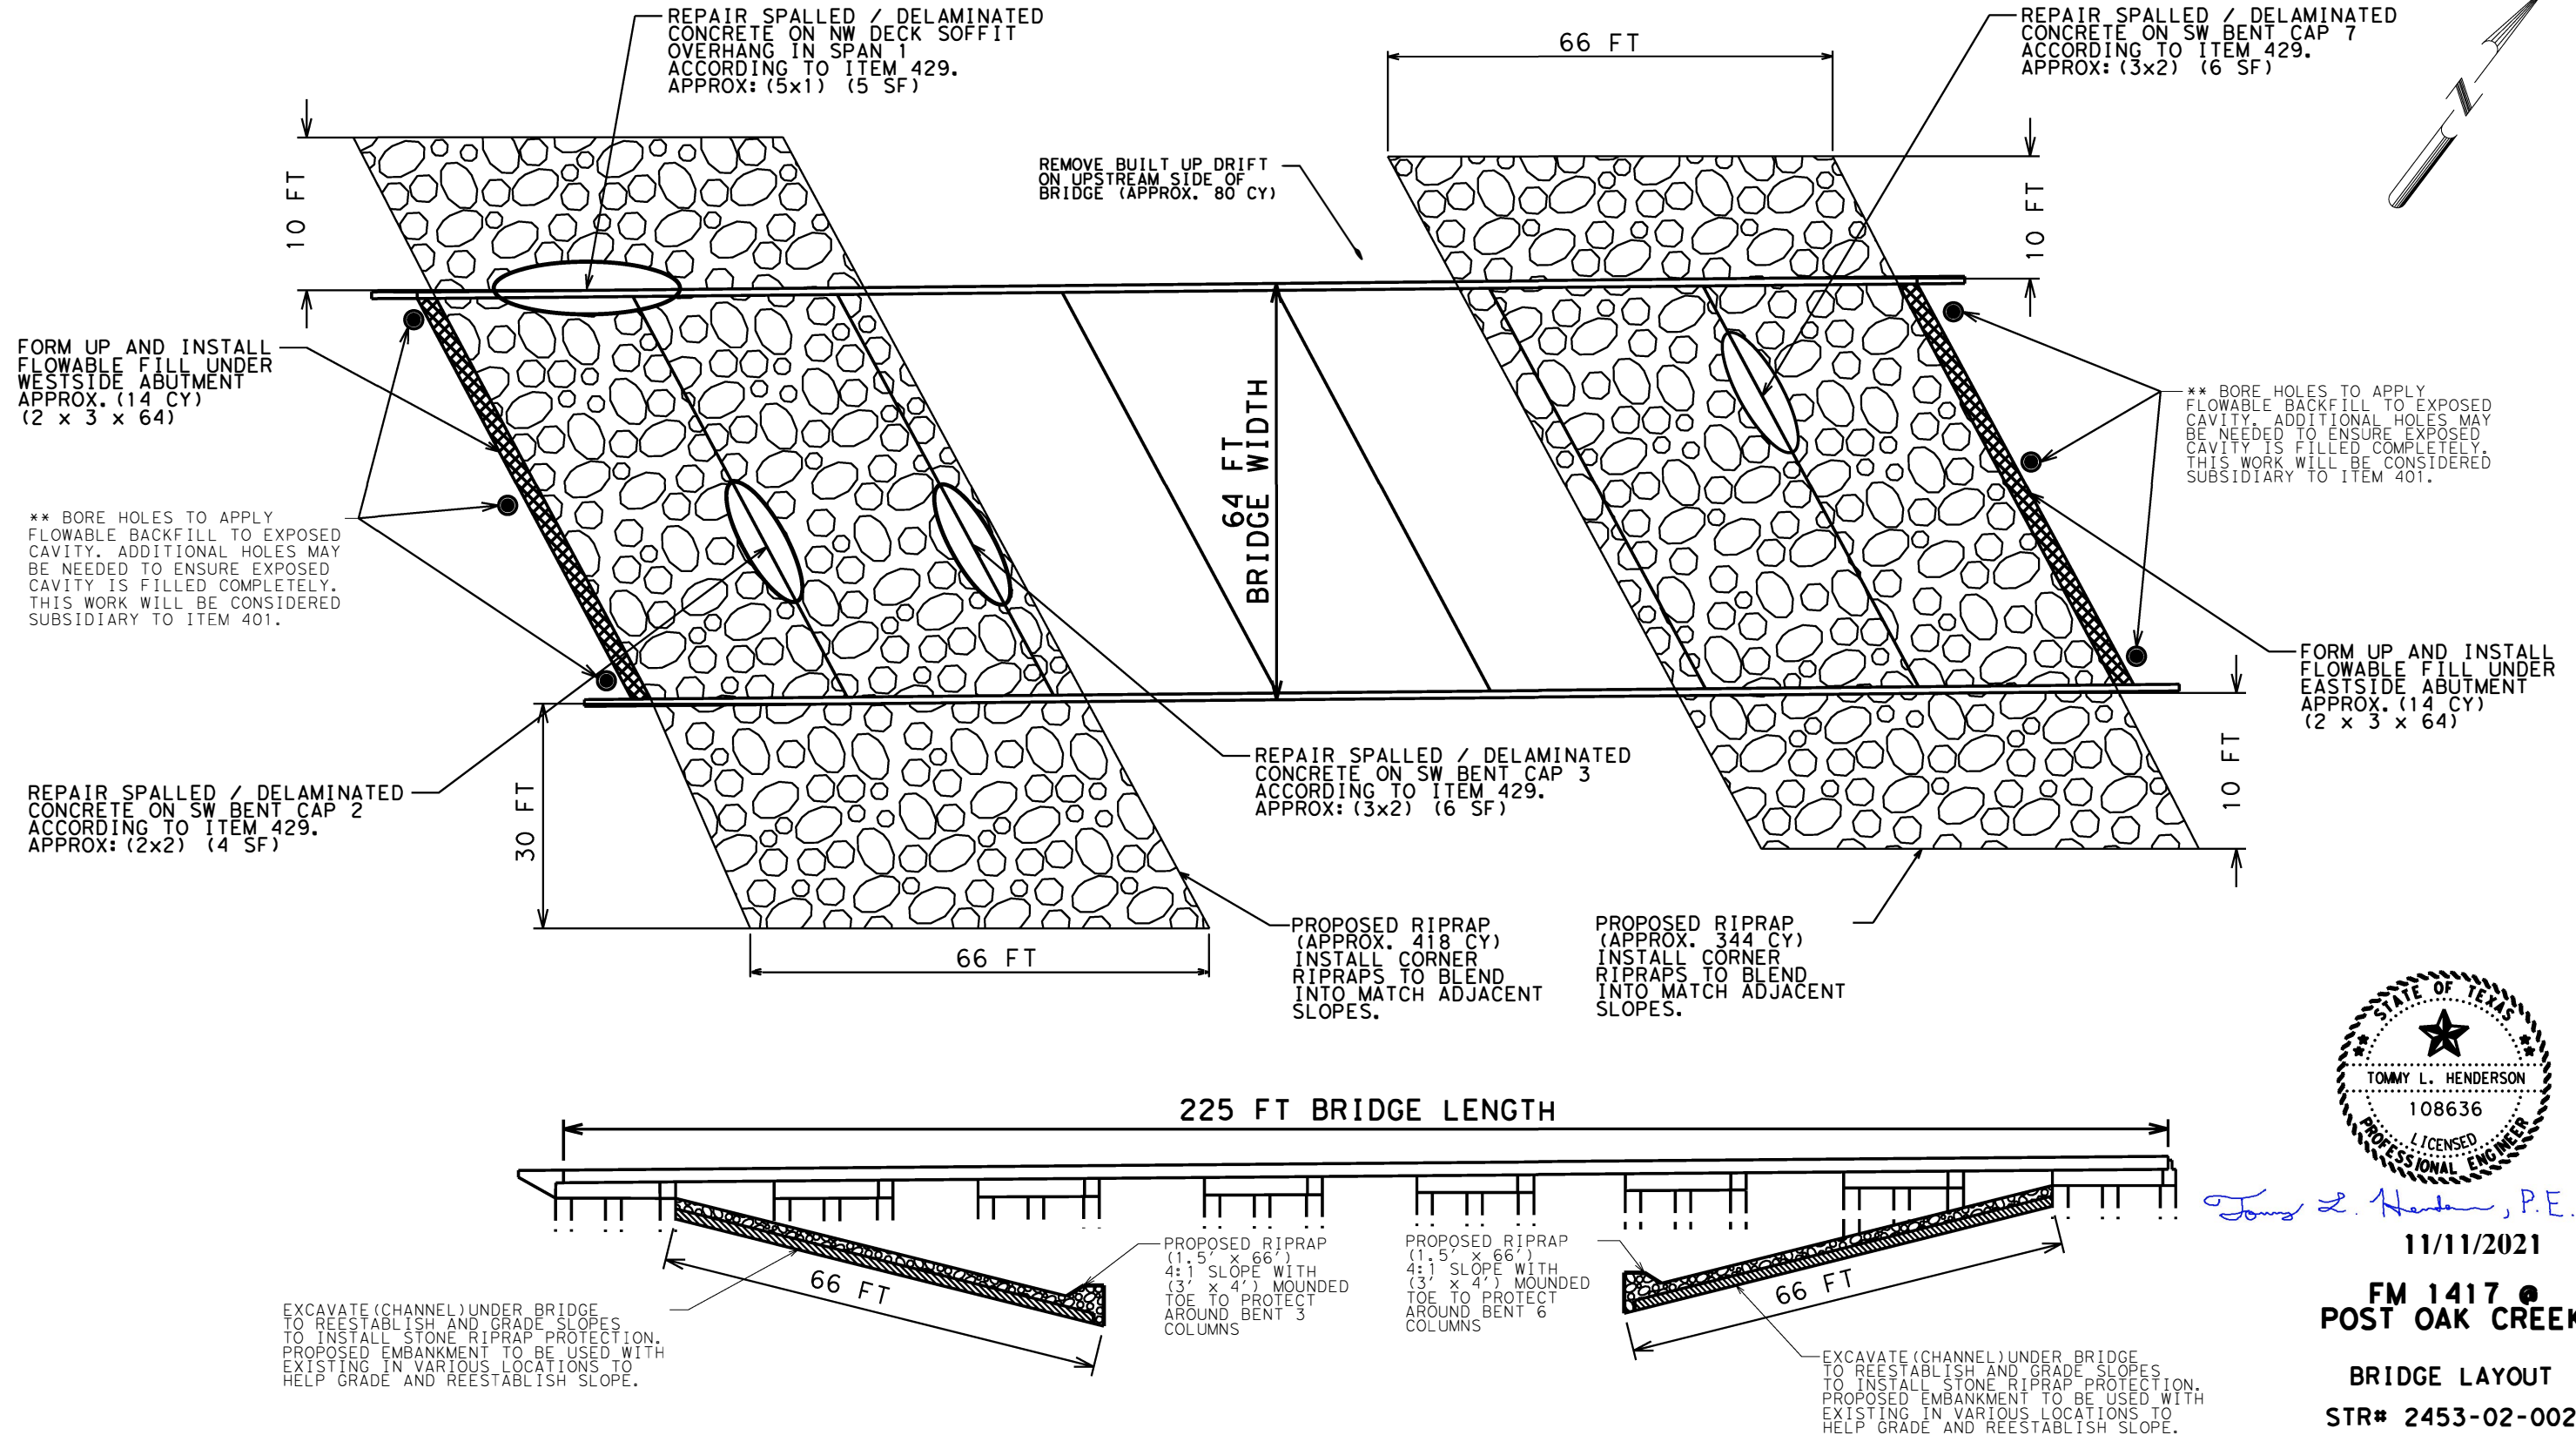 REPAIR SPALLED / DELAMINATED
CONCRETE ON NW DECK SOFFIT
OVERHANG IN SPAN 1
ACCORDING TO ITEM 429.
APPROX: (5x1) (5 SF)
66 FT
REPAIR SPALLED / DELAMINATED
CONCRETE ON SW BENT CAP 7
ACCORDING TO ITEM 429.
APPROX: (3x2) (6 SF)
N
10 FT
REMOVE BUILT UP DRIFT
ON UPSTREAM SIDE OF
BRIDGE (APPROX. 80 CY)
10 FT
FORM UP AND INSTALL
FLOWABLE FILL UNDER
WESTSIDE ABUTMENT
APPROX. (14 CY)
(2 x 3 x 64)
64 FT
BRIDGE WIDTH
** BORE HOLES TO APPLY
FLOWABLE BACKFILL TO EXPOSED
CAVITY. ADDITIONAL HOLES MAY
BE NEEDED TO ENSURE EXPOSED
CAVITY IS FILLED COMPLETELY.
THIS WORK WILL BE CONSIDERED
SUBSIDIARY TO ITEM 401.
** BORE HOLES TO APPLY
FLOWABLE BACKFILL TO EXPOSED
CAVITY. ADDITIONAL HOLES MAY
BE NEEDED TO ENSURE EXPOSED
CAVITY IS FILLED COMPLETELY.
THIS WORK WILL BE CONSIDERED
SUBSIDIARY TO ITEM 401.
FORM UP AND INSTALL
FLOWABLE FILL UNDER
EASTSIDE ABUTMENT
APPROX. (14 CY)
(2 x 3 x 64)
REPAIR SPALLED / DELAMINATED
CONCRETE ON SW BENT CAP 2
ACCORDING TO ITEM 429.
APPROX: (2x2) (4 SF)
30 FT
REPAIR SPALLED / DELAMINATED
CONCRETE ON SW BENT CAP 3
ACCORDING TO ITEM 429.
APPROX: (3x2) (6 SF)
10 FT
66 FT
PROPOSED RIPRAP
(APPROX. 418 CY)
INSTALL CORNER
RIPRAPS TO BLEND
INTO MATCH ADJACENT
SLOPES.
PROPOSED RIPRAP
(APPROX. 344 CY)
INSTALL CORNER
RIPRAPS TO BLEND
INTO MATCH ADJACENT
SLOPES.
STATE OF TEXAS
TOMMY L. HENDERSON
108636
LICENSED
PROFESSIONAL ENGINEER
225 FT BRIDGE LENGTH
Tommy L. Henderson, P.E.
11/11/2021
66 FT
PROPOSED RIPRAP
(1.5' x 66')
4:1 SLOPE WITH
(3' x 4') MOUNDED
TOE TO PROTECT
AROUND BENT 3
COLUMNS
PROPOSED RIPRAP
(1.5' x 66')
4:1 SLOPE WITH
(3' x 4') MOUNDED
TOE TO PROTECT
AROUND BENT 6
COLUMNS
66 FT
EXCAVATE (CHANNEL) UNDER BRIDGE
TO REESTABLISH AND GRADE SLOPES
TO INSTALL STONE RIPRAP PROTECTION.
PROPOSED EMBANKMENT TO BE USED WITH
EXISTING IN VARIOUS LOCATIONS TO
HELP GRADE AND REESTABLISH SLOPE.
EXCAVATE (CHANNEL) UNDER BRIDGE
TO REESTABLISH AND GRADE SLOPES
TO INSTALL STONE RIPRAP PROTECTION.
PROPOSED EMBANKMENT TO BE USED WITH
EXISTING IN VARIOUS LOCATIONS TO
HELP GRADE AND REESTABLISH SLOPE.
FM 1417 @
POST OAK CREEK
BRIDGE LAYOUT
STR# 2453-02-002